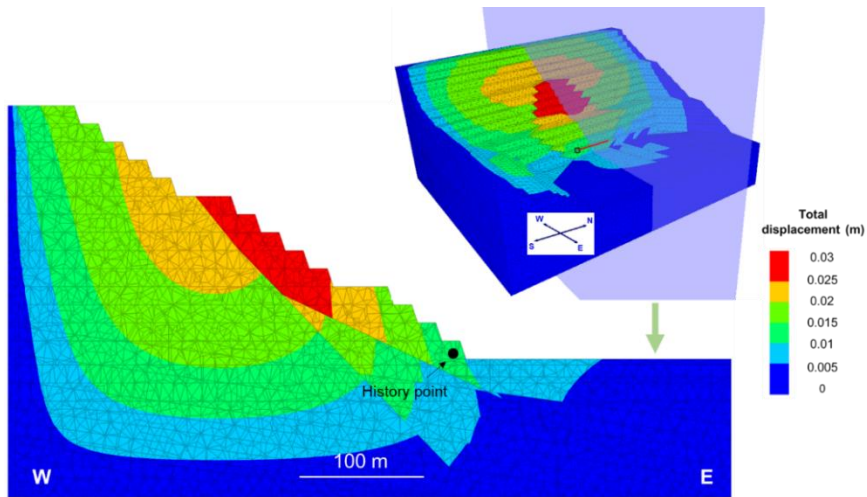 W
N
S
E
Total
displacement (m)
0.03
0.025
0.02
0.015
0.01
0.005
0
History point
100 m
W
E